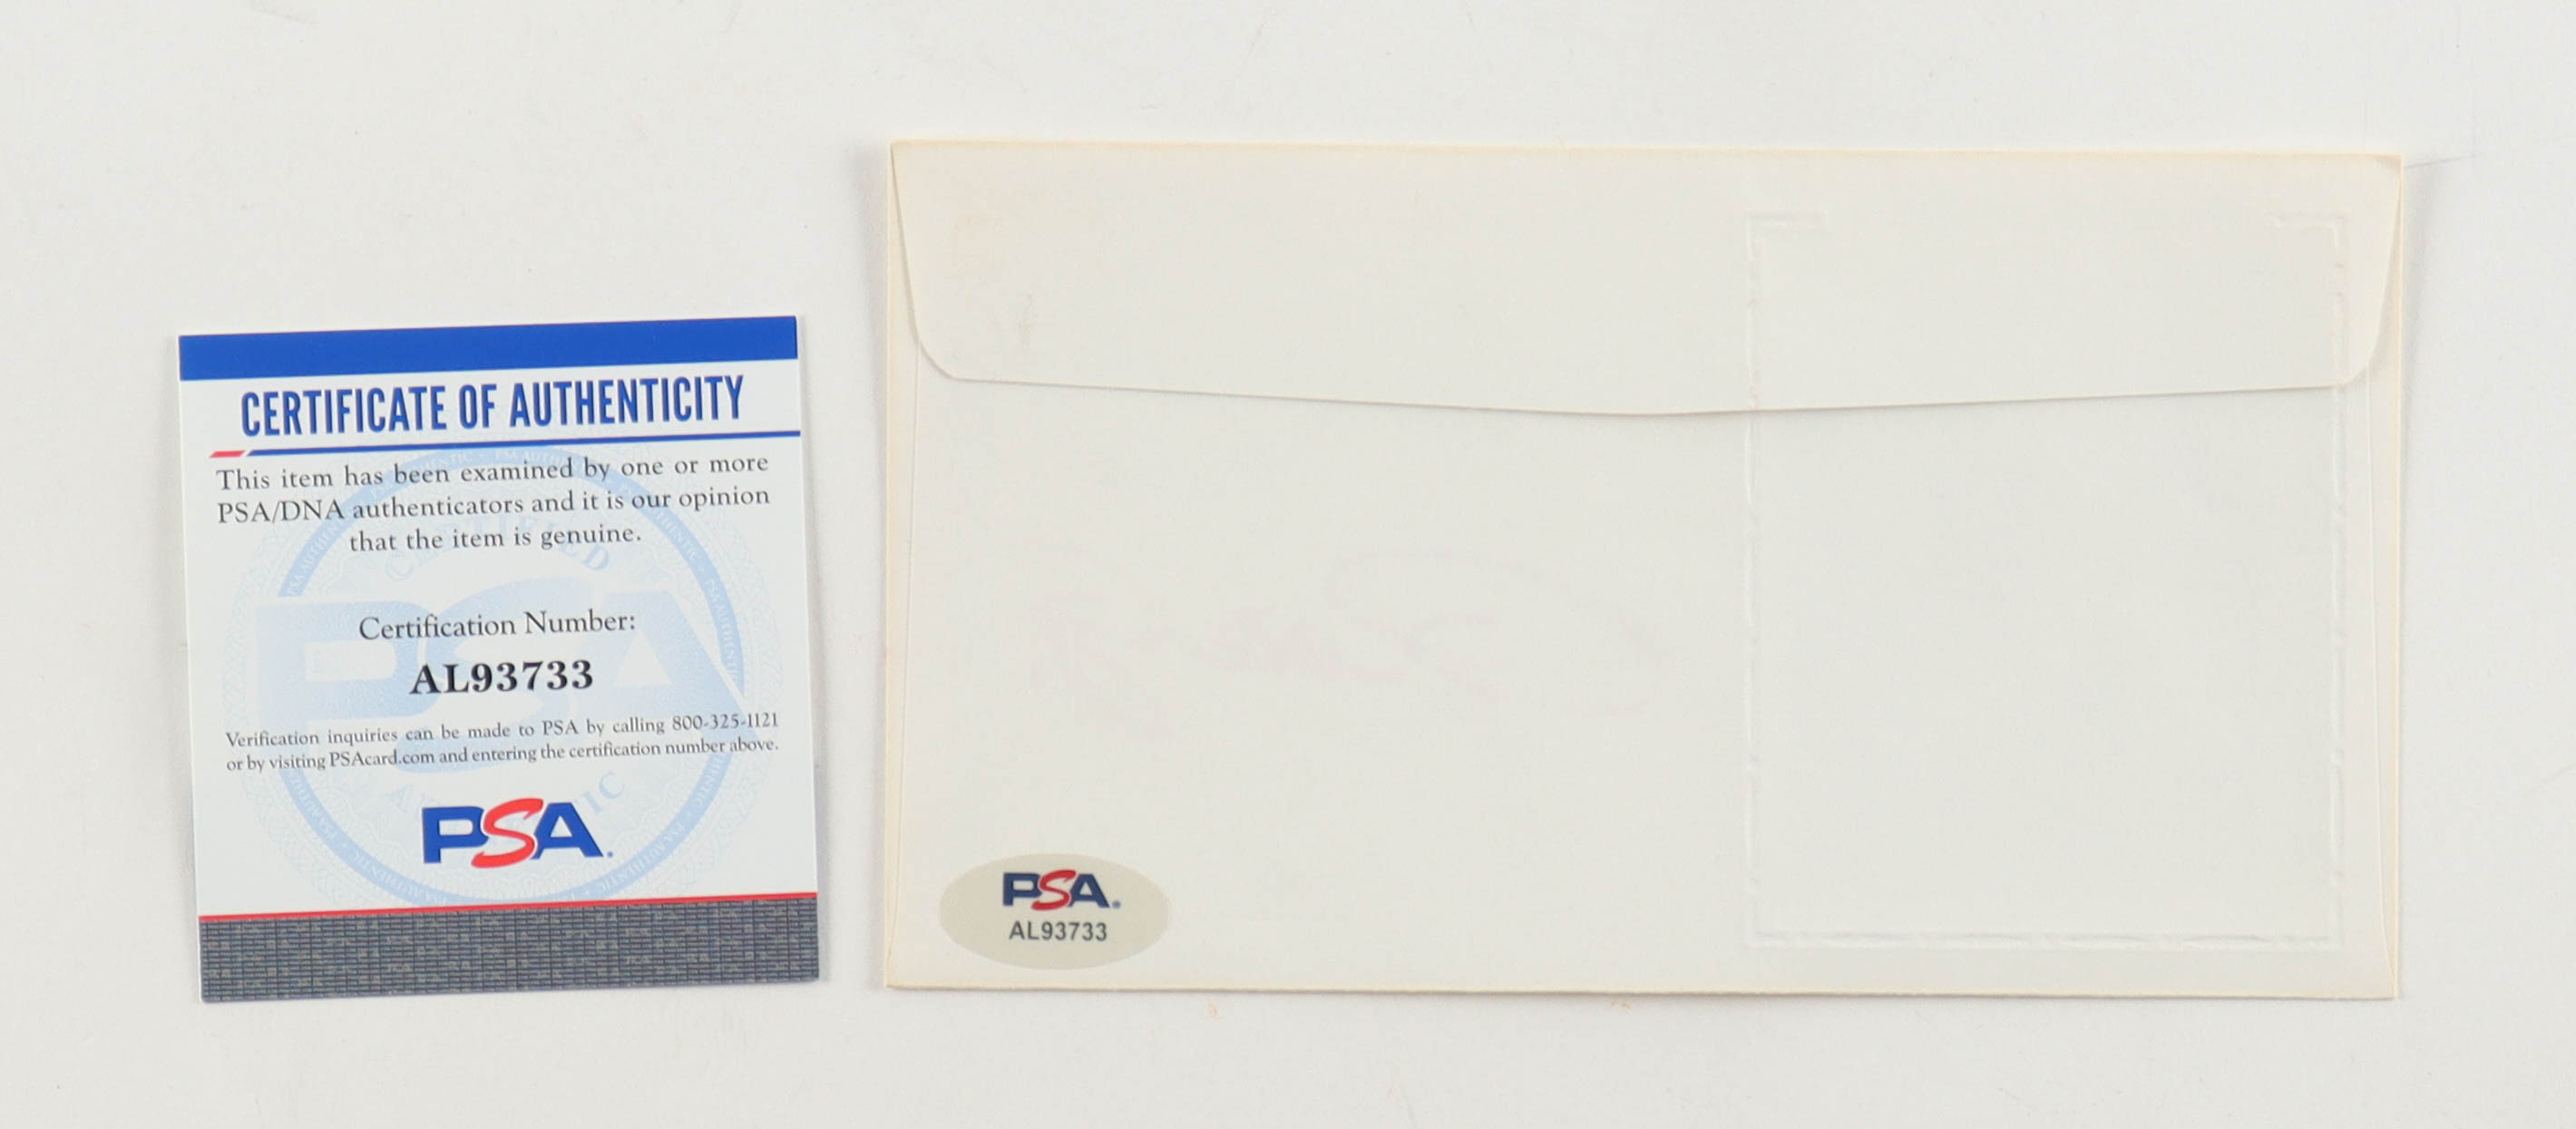 CERTIFICATE OF AUTHENTICITY
This item has been examined by one or more
PSA/DNA authenticators and it is our opinion
that the item is genuine.
Certification Number:
AL93733
Verification inquiries can be made to PSA by calling 800-325-1121
or by visiting PSAcard.com and entering the certification number above.
PSA
PSA
AL93733